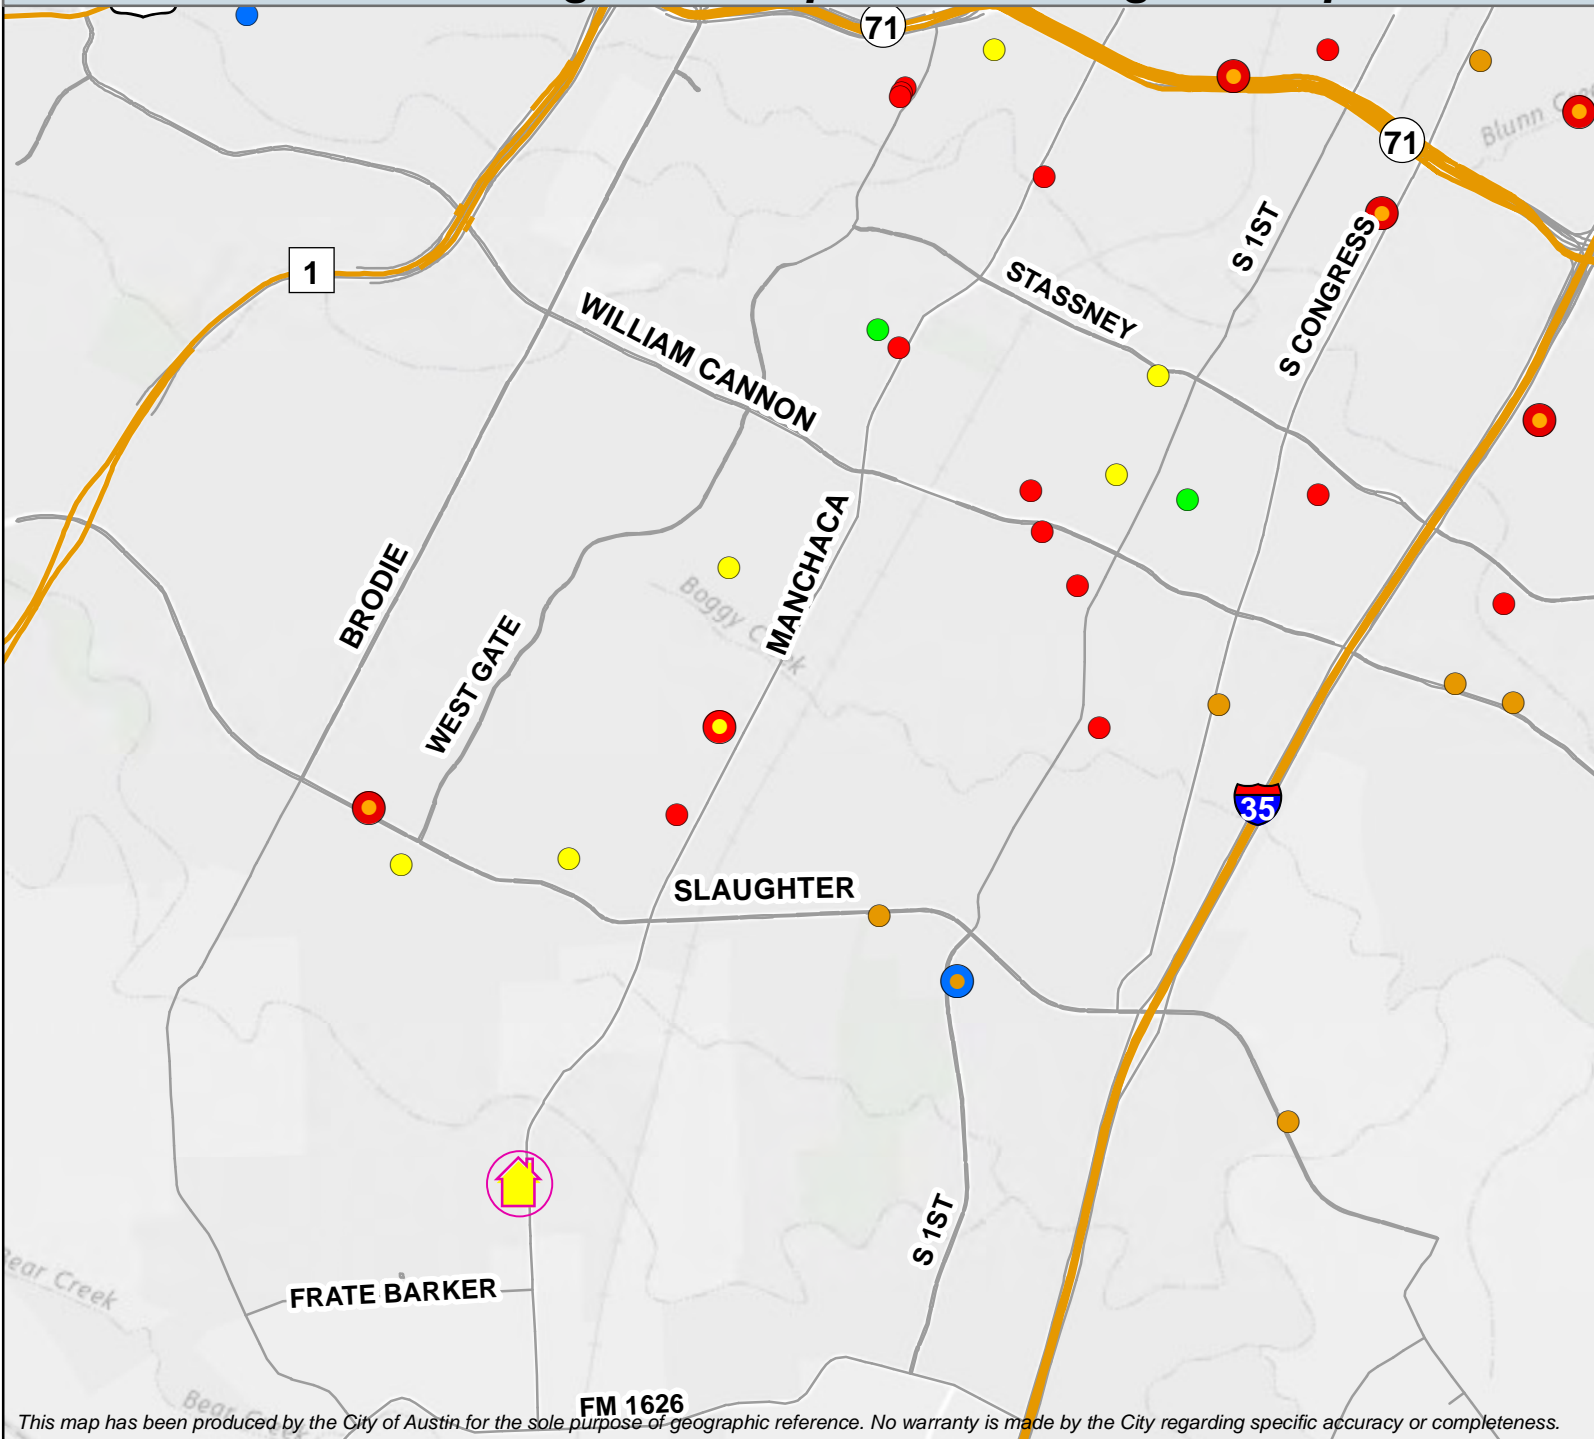 71
71
Blunn
S 1ST
S CONGRESS
STASSNEY
1
WILLIAM CANNON
MANCHACA
BRODIE
Boggy Creek
WEST GATE
35
SLAUGHTER
S 1ST
Bear Creek
FRATE BARKER
FM 1626
Bear Creek
This map has been produced by the City of Austin for the sole purpose of geographic reference. No warranty is made by the City regarding specific accuracy or completeness.